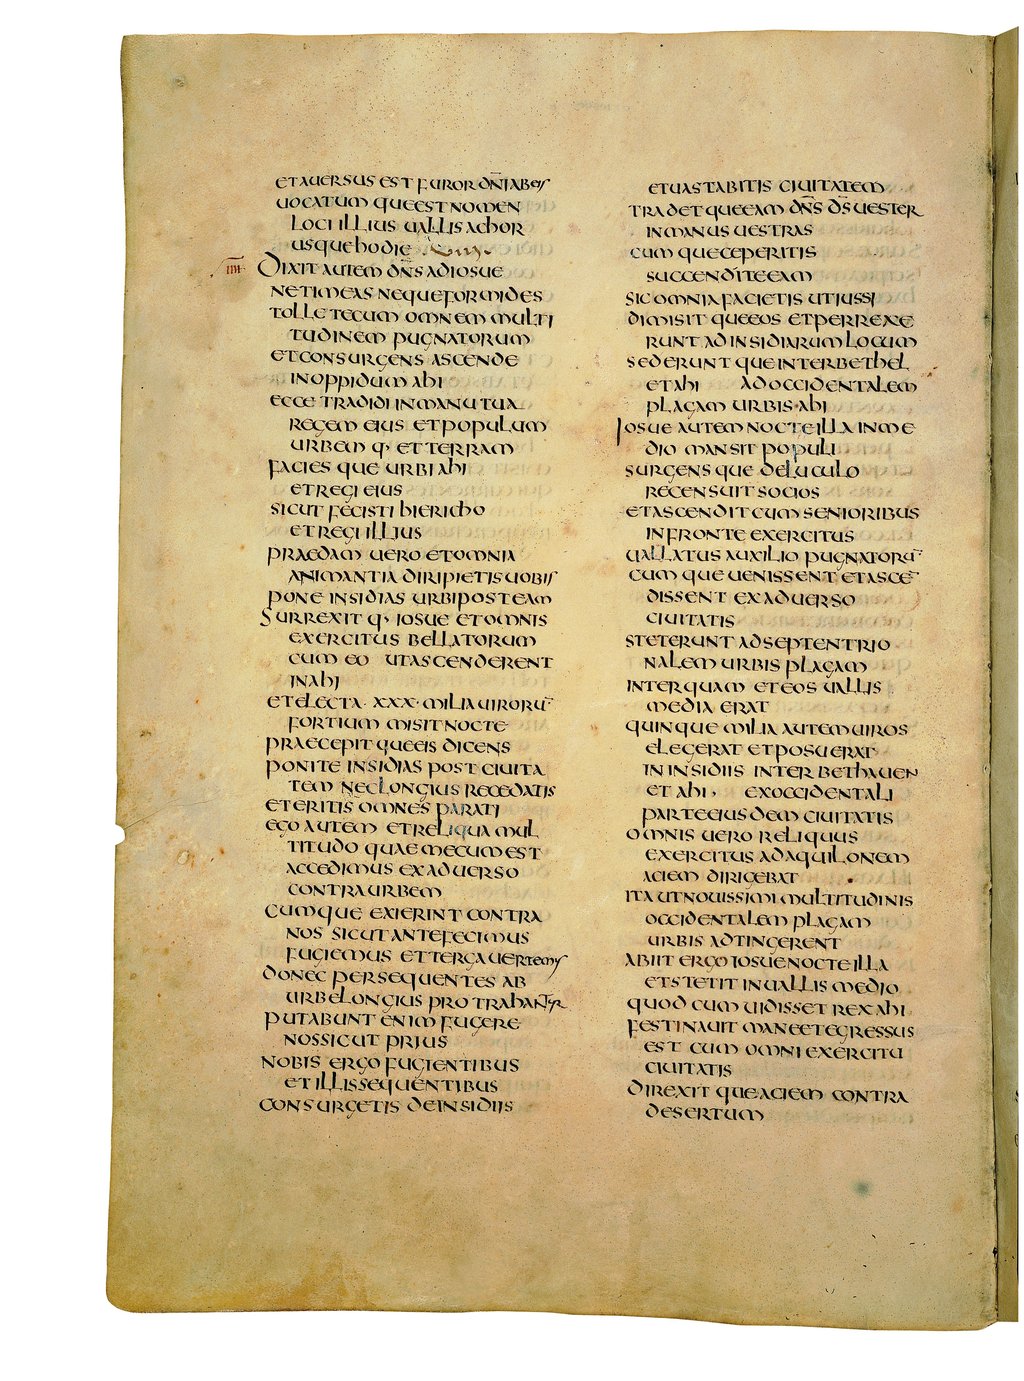 ET AUERSUS EST FUROR DN̄I AB EIS
UOCATUM QUE EST NOMEN
LOCI ILLIUS UALLIS ACHOR
USQUE HODIE
IIII DIXIT AUTEM DN̄S AD IOSUE
NE TIMEAS NEQUE FORMIDES
TOLLE TECUM OMNEM MULTI
TUDINEM PUGNATORUM
ET CONSURGENS ASCENDE
IN OPPIDUM AHI
ECCE TRADIDI IN MANU TUA
REGEM EIUS ET POPULUM
URBEM Q· ET TERRAM
FACIES QUE URBI AHI
ET REGI EIUS
SICUT FECISTI HIERICHO
ET REGI ILLIUS
PRAEDAM UERO ET OMNIA
ANIMANTIA DIRIPIETIS UOBIS
PONE INSIDIAS URBI POST EAM
SURREXIT Q· IOSUE ET OMNIS
EXERCITUS BELLATORUM
CUM EO UT ASCENDERENT
IN AHI
ET ELECTA · XXX · MILIA UIRORŪ
FORTIUM MISIT NOCTE
PRAECEPIT QUE EIS DICENS
PONITE INSIDIAS POST CIUITA
TEM NEC LONGIUS RECEDATIS
ET ERITIS OMNES PARATI
EGO AUTEM ET RELIQUA MUL
TITUDO QUAE MECUM EST
ACCEDIMUS EX ADUERSO
CONTRA URBEM
CUMQUE EXIERINT CONTRA
NOS SICUT ANTE FECIMUS
FUGIEMUS ET TERGA UERTEMUS
DONEC PERSEQUENTES AB
URBE LONGIUS PROTRAHANTUR
PUTABUNT ENIM FUGERE
NOS SICUT PRIUS
NOBIS ERGO FUGIENTIBUS
ET ILLIS SEQUENTIBUS
CONSURGETIS DE INSIDIIS
ET UASTABITIS CIUITATEM
TRADET QUE EAM DN̄S D̄S UESTER
IN MANUS UESTRAS
CUM QUE CEPERITIS
SUCCENDITE EAM
SIC OMNIA FACIETIS UT IUSSI
DIMISIT QUE EOS ET PERREXE
RUNT AD INSIDIARUM LOCUM
SEDERUNT QUE INTER BETHEL
ET AHI AD OCCIDENTALEM
PLAGAM URBIS AHI
IOSUE AUTEM NOCTE ILLA IN ME
DIO MANSIT POPULI
SURGENS QUE DELUCULO
RECENSUIT SOCIOS
ET ASCENDIT CUM SENIORIBUS
IN FRONTE EXERCITUS
UALLATUS AUXILIO PUGNATORŪ
CUM QUE UENISSENT ET ASCĒ
DISSENT EX ADUERSO
CIUITATIS
STETERUNT AD SEPTENTRIO
NALEM URBIS PLAGAM
INTER QUAM ET EOS UALLIS
MEDIA ERAT
QUINQUE MILIA AUTEM UIROS
ELEGERAT ET POSUERAT
IN INSIDIIS INTER BETHAUEN
ET AHI · EX OCCIDENTALI
PARTE EIUSDEM CIUITATIS
OMNIS UERO RELIQUUS
EXERCITUS AD AQUILONEM
ACIEM DIRIGEBAT
ITA UT NOUISSIMI MULTITUDINIS
OCCIDENTALEM PLAGAM
URBIS ADTINGERENT
ABIIT ERGO IOSUE NOCTE ILLA
ET STETIT IN UALLIS MEDIO
QUOD CUM UIDISSET REX AHI
FESTINAUIT MANE ET EGRESSUS
EST CUM OMNI EXERCITU
CIUITATIS
DIREXIT QUE ACIEM CONTRA
DESERTUM